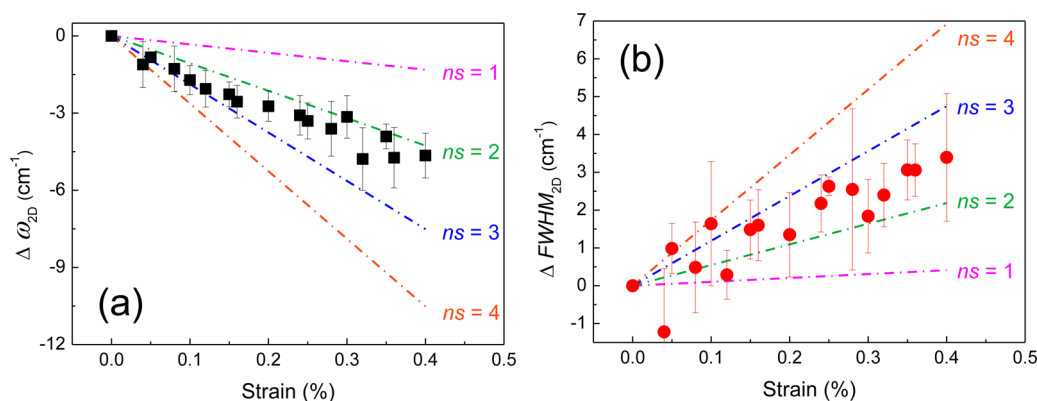 0
-3
-6
-9
-12
Δ ω2D (cm-1)
ns = 1
ns = 2
ns = 3
ns = 4
(a)
0.0 0.1 0.2 0.3 0.4 0.5
Strain (%)
7
6
5
4
3
2
1
0
-1
Δ FWHM2D (cm-1)
(b)
ns = 4
ns = 3
ns = 2
ns = 1
0.0 0.1 0.2 0.3 0.4 0.5
Strain (%)